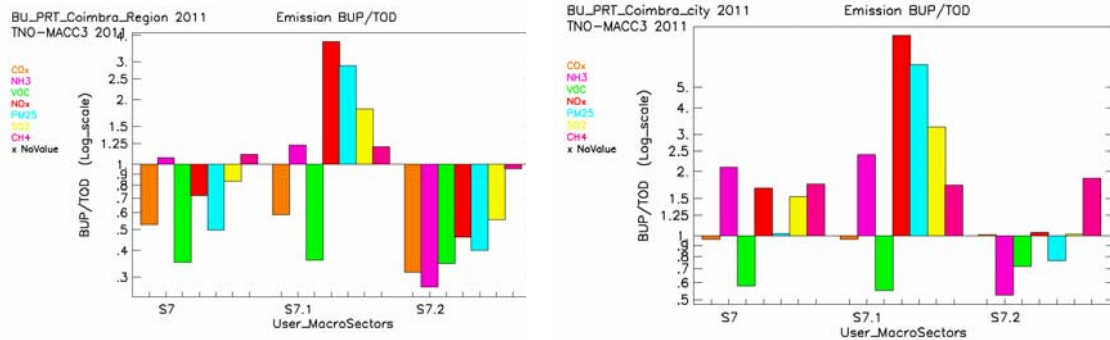 BU_PRT_Coimbra_Region 2011 Emission BUP/TOD
TNO-MACC3 2011
COx
NH3
VOC
NOx
PM25
SO2
CH4
x NoValue
BUP/TOD (Log_scale)
4.
3.
2.5
2.
1.5
1.25
1
.9
.8
.7
.6
.5
.4
.3
S7 S7.1 S7.2
User_MacroSectors
BU_PRT_Coimbra_city 2011 Emission BUP/TOD
TNO-MACC3 2011
COx
NH3
VOC
NOx
PM25
SO2
CH4
x NoValue
BUP/TOD (Log_scale)
5.
4.
3.
2.5
2.
1.5
1.25
1
.9
.8
.7
.6
.5
S7 S7.1 S7.2
User_MacroSectors